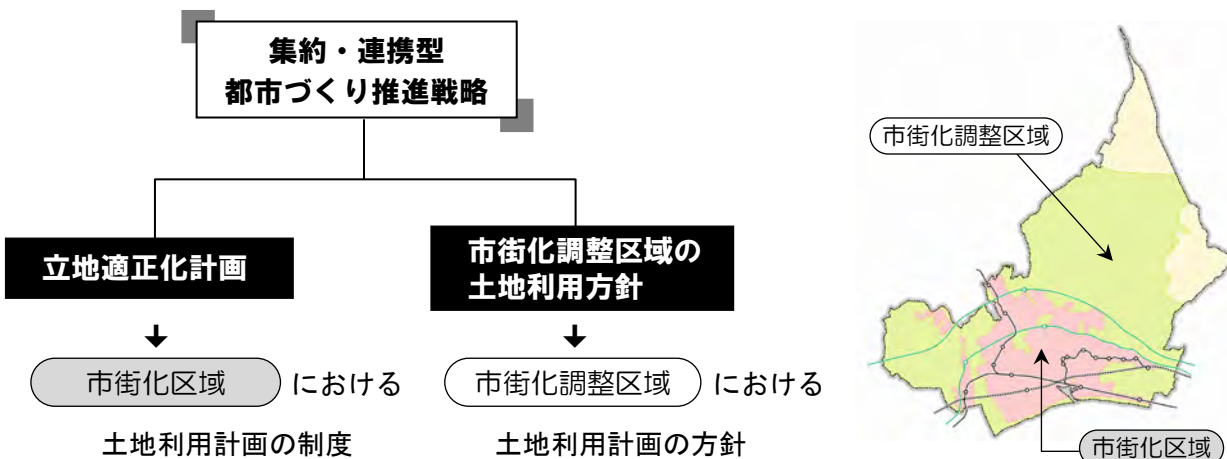 集約・連携型
都市づくり推進戦略
立地適正化計画
市街化区域 における
土地利用計画の制度
市街化調整区域の
土地利用方針
市街化調整区域 における
土地利用計画の方針
市街化調整区域
市街化区域